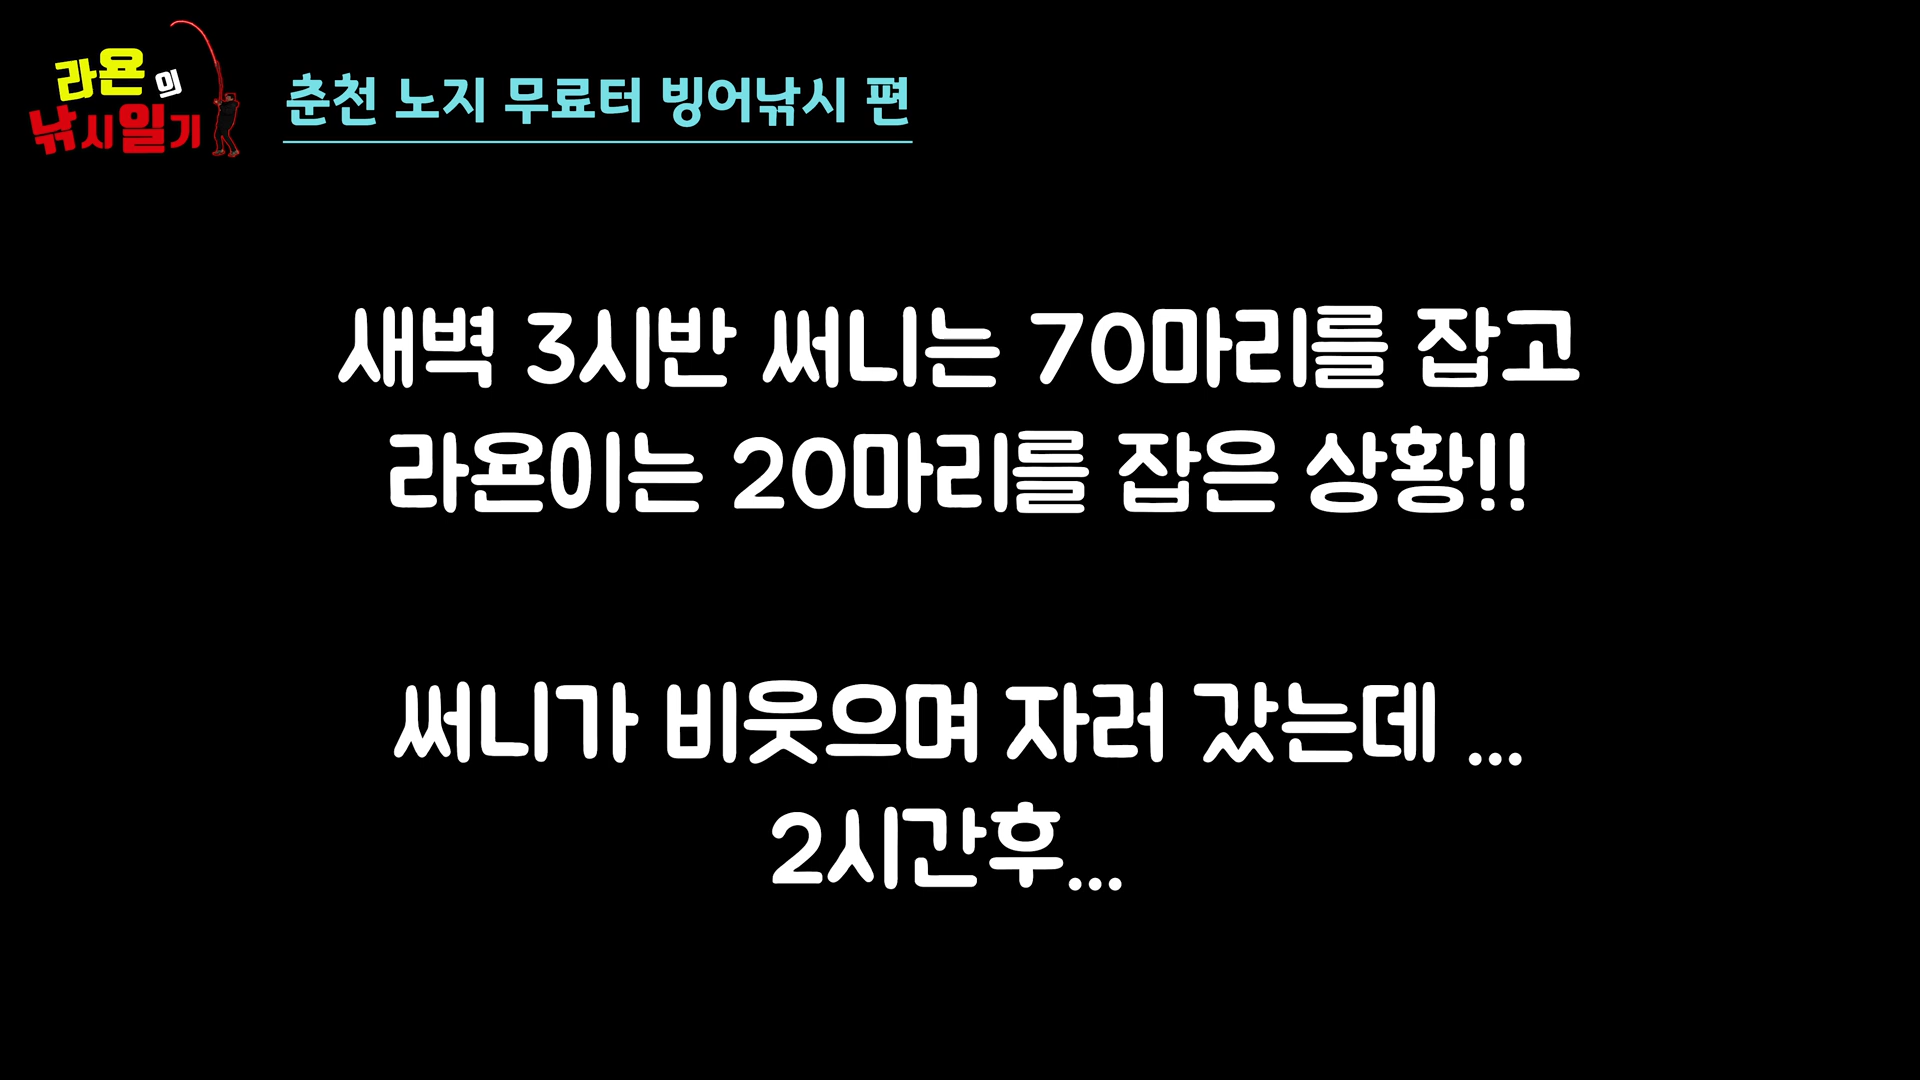 라욘의
낚시일기
춘천 노지 무료터 빙어낚시 편
새벽 3시반 써니는 70마리를 잡고
라욘이는 20마리를 잡은 상황!!
써니가 비웃으며 자러 갔는데 ...
2시간후...